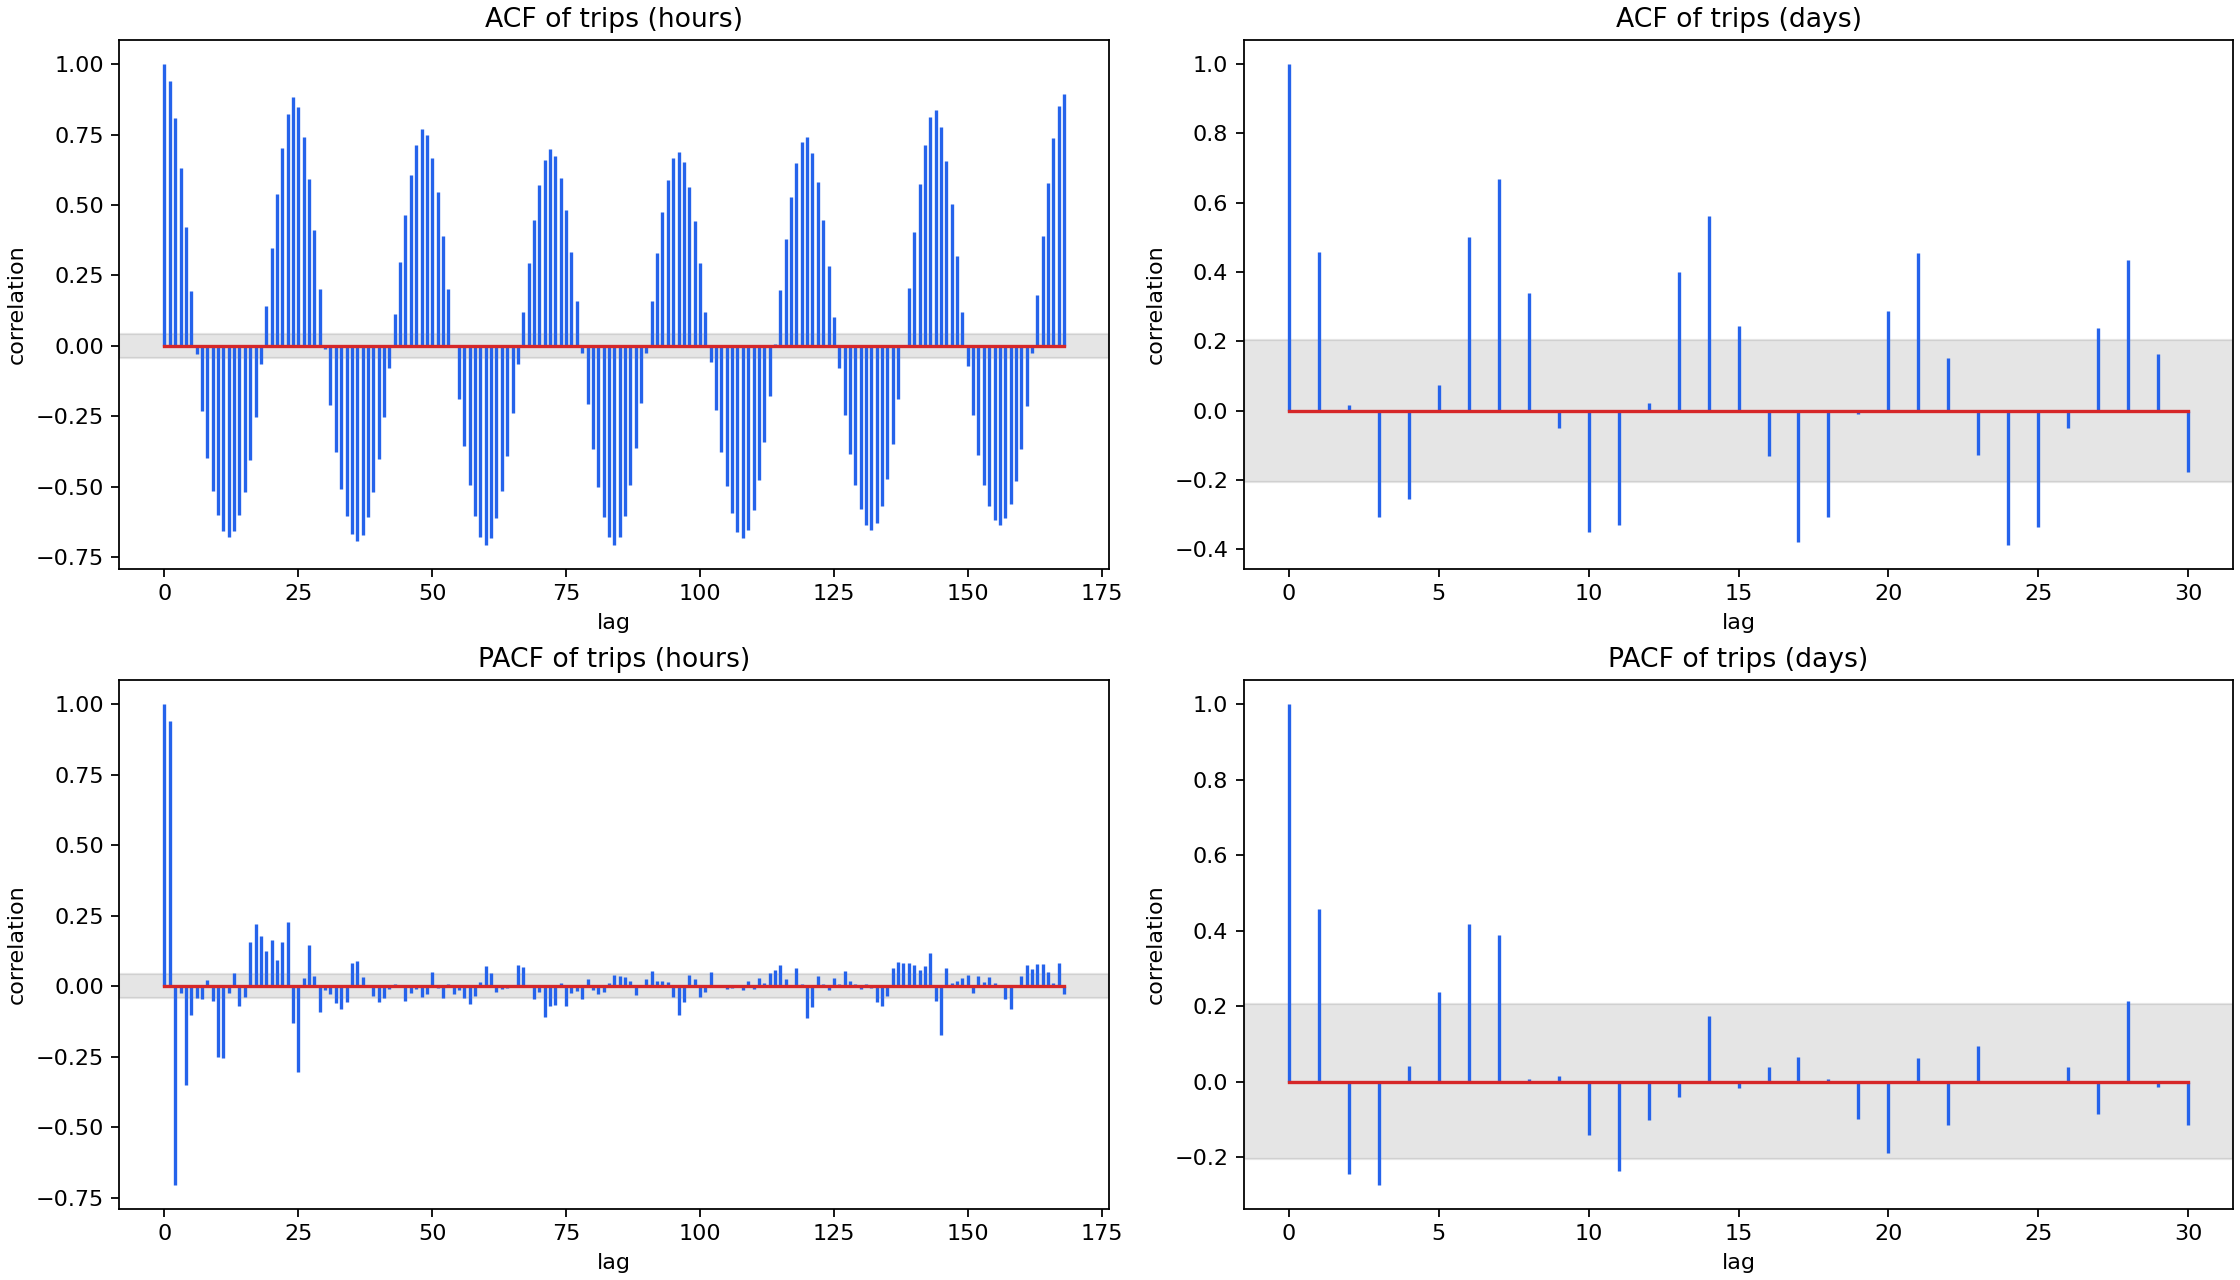 ACF of trips (hours)
1.00
0.75
0.50
0.25
0.00
−0.25
−0.50
−0.75
correlation
0 25 50 75 100 125 150 175
lag
ACF of trips (days)
1.0
0.8
0.6
0.4
0.2
0.0
−0.2
−0.4
correlation
0 5 10 15 20 25 30
lag
PACF of trips (hours)
1.00
0.75
0.50
0.25
0.00
−0.25
−0.50
−0.75
correlation
0 25 50 75 100 125 150 175
lag
PACF of trips (days)
1.0
0.8
0.6
0.4
0.2
0.0
−0.2
correlation
0 5 10 15 20 25 30
lag